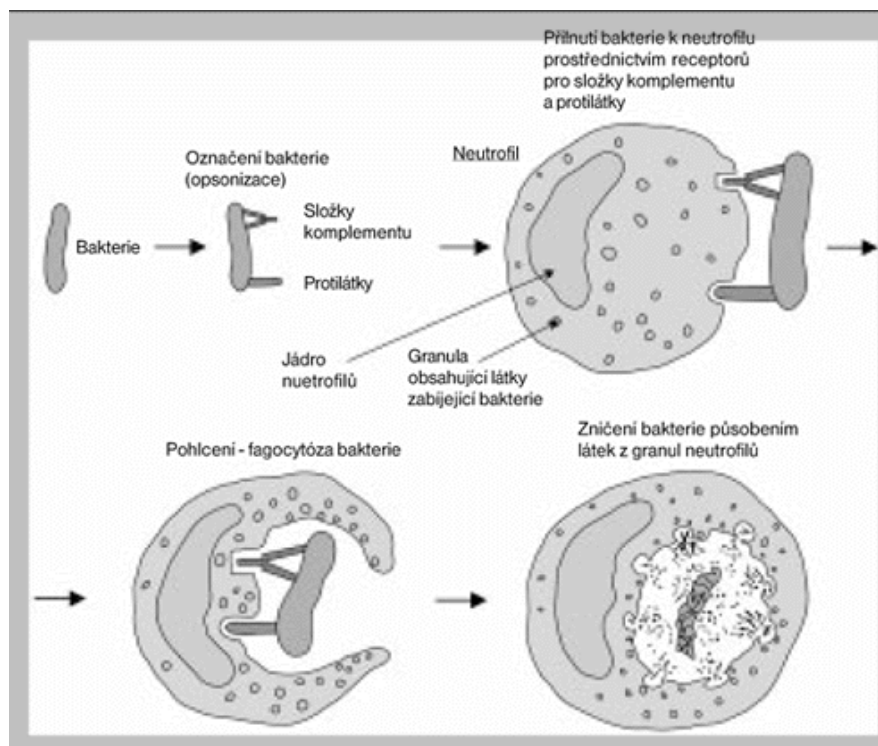 Přilnutí bakterie k neutrofilu
prostřednictvím receptorů
pro složky komplementu
a protilátky
Označení bakterie
(opsonizace)
Neutrofil
Bakterie
Složky
komplementu
Protilátky
Jádro
nuetrofilů
Granula
obsahující látky
zabíjející bakterie
Pohlcení - fagocytóza bakterie
Zničení bakterie působením
látek z granul neutrofilů